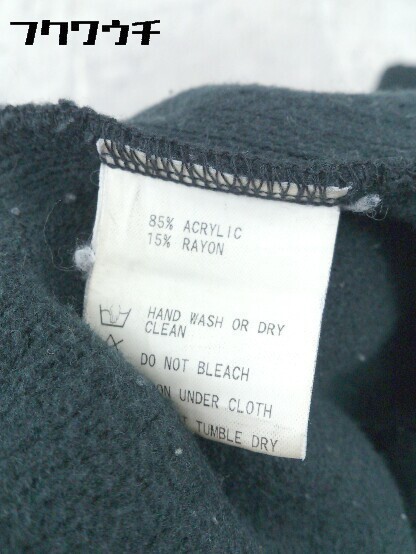 フクワウチ
85% ACRYLIC
15% RAYON
HAND WASH OR DRY
CLEAN
DO NOT BLEACH
UNDER CLOTH
TUMBLE DRY